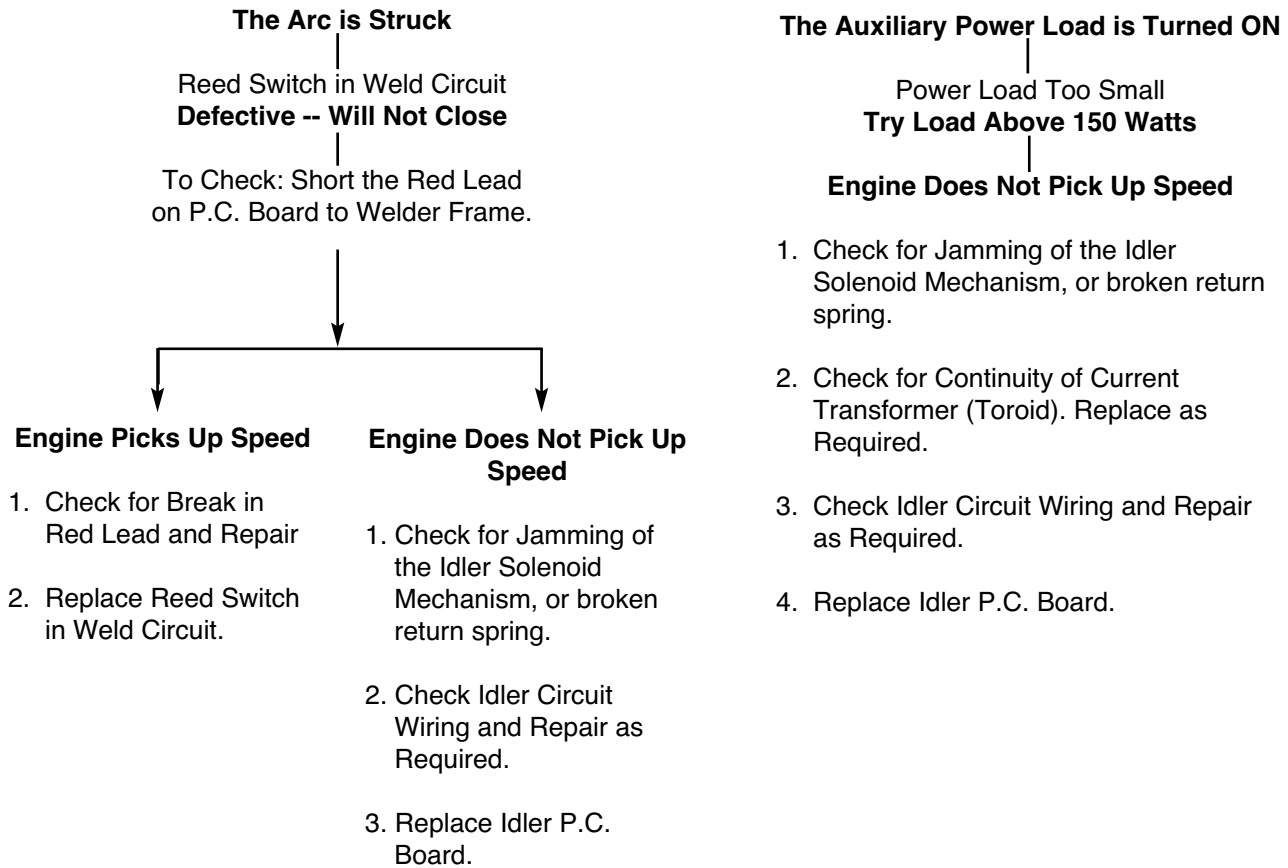 The Arc is Struck
Reed Switch in Weld Circuit
Defective -- Will Not Close
To Check: Short the Red Lead
on P.C. Board to Welder Frame.
Engine Picks Up Speed
1. Check for Break in
Red Lead and Repair
2. Replace Reed Switch
in Weld Circuit.
Engine Does Not Pick Up
Speed
1. Check for Jamming of
the Idler Solenoid
Mechanism, or broken
return spring.
2. Check Idler Circuit
Wiring and Repair as
Required.
3. Replace Idler P.C.
Board.
The Auxiliary Power Load is Turned ON
Power Load Too Small
Try Load Above 150 Watts
Engine Does Not Pick Up Speed
1. Check for Jamming of the Idler
Solenoid Mechanism, or broken return
spring.
2. Check for Continuity of Current
Transformer (Toroid). Replace as
Required.
3. Check Idler Circuit Wiring and Repair
as Required.
4. Replace Idler P.C. Board.